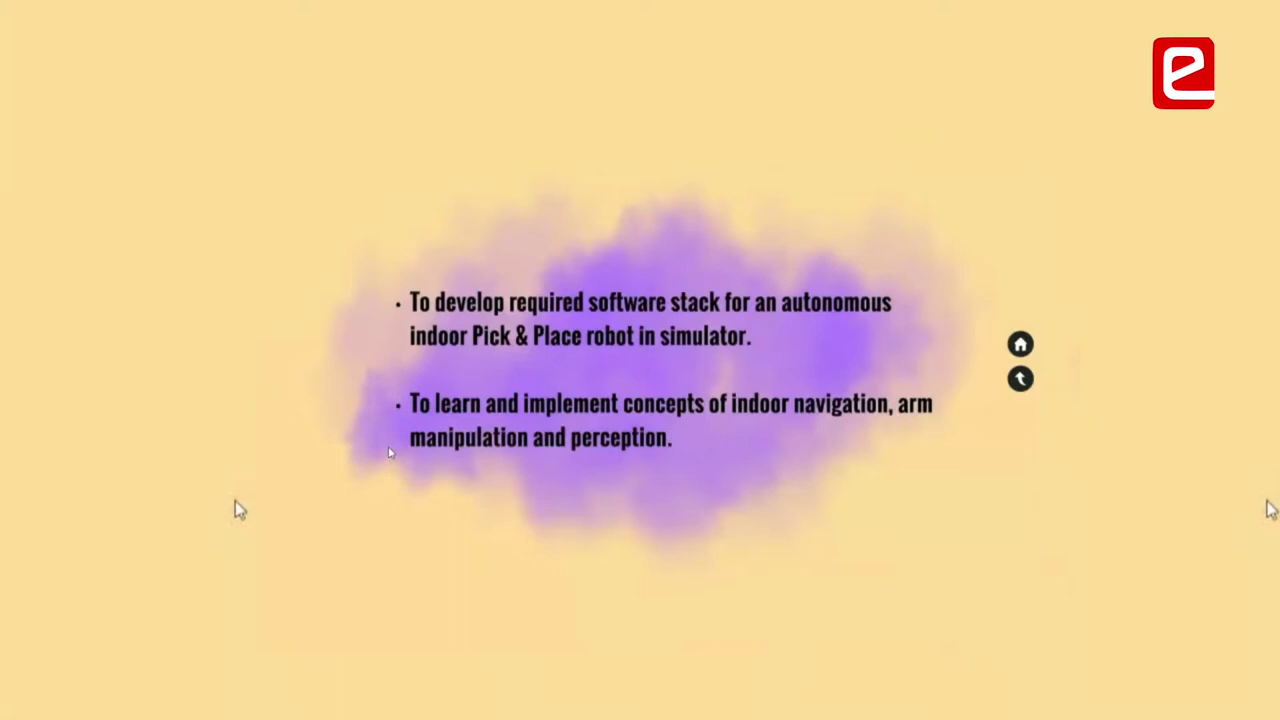 • To develop required software stack for an autonomous
indoor Pick & Place robot in simulator.
• To learn and implement concepts of indoor navigation, arm
manipulation and perception.